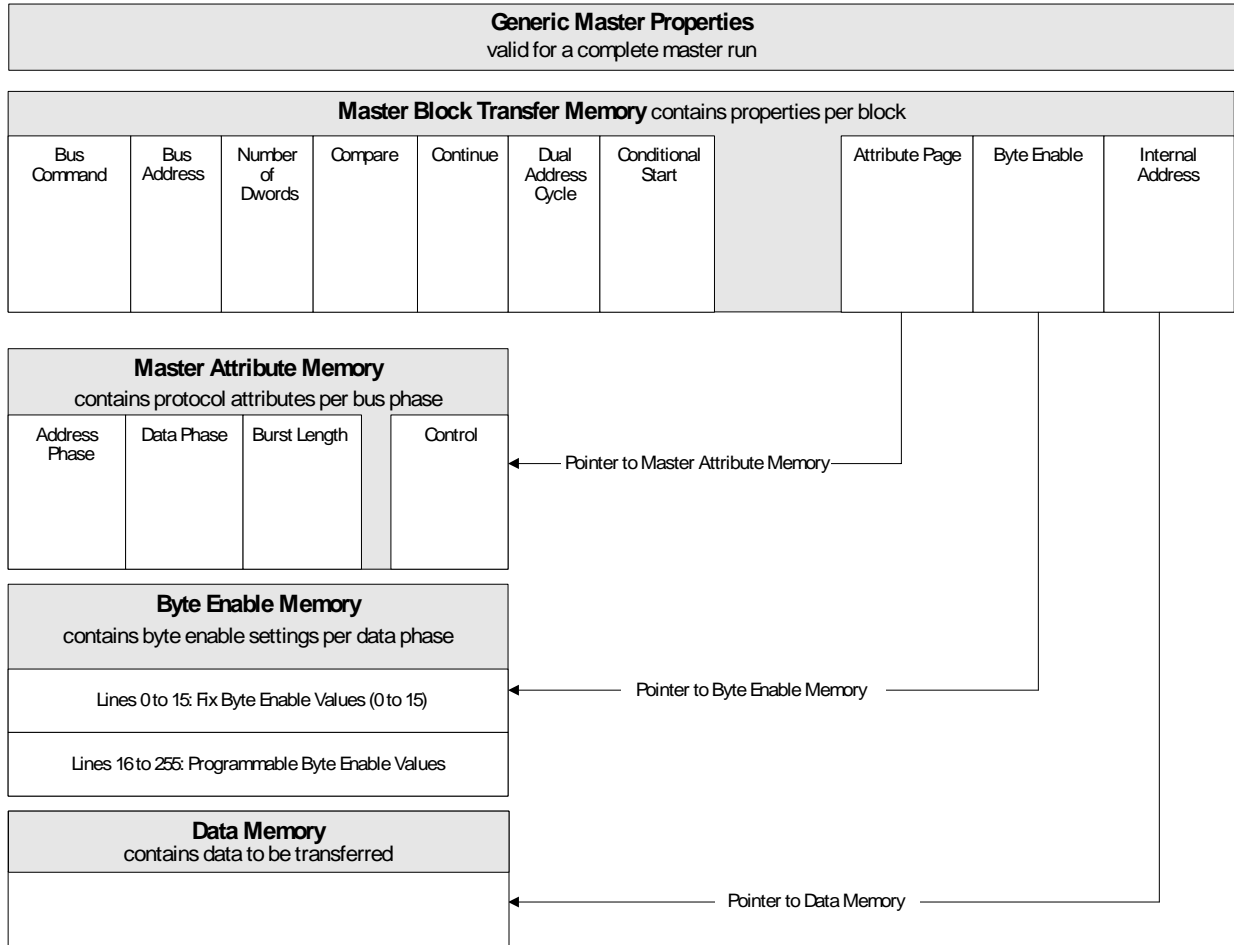 Generic Master Properties
valid for a complete master run
Master Block Transfer Memory contains properties per block
Bus
Command
Bus
Address
Number
of
Dwords
Compare
Continue
Dual
Address
Cycle
Conditional
Start
Attribute Page
Byte Enable
Internal
Address
Master Attribute Memory
contains protocol attributes per bus phase
Address
Phase
Data Phase
Burst Length
Control
Pointer to Master Attribute Memory
Byte Enable Memory
contains byte enable settings per data phase
Lines 0 to 15: Fix Byte Enable Values (0 to 15)
Pointer to Byte Enable Memory
Lines 16 to 255: Programmable Byte Enable Values
Data Memory
contains data to be transferred
Pointer to Data Memory